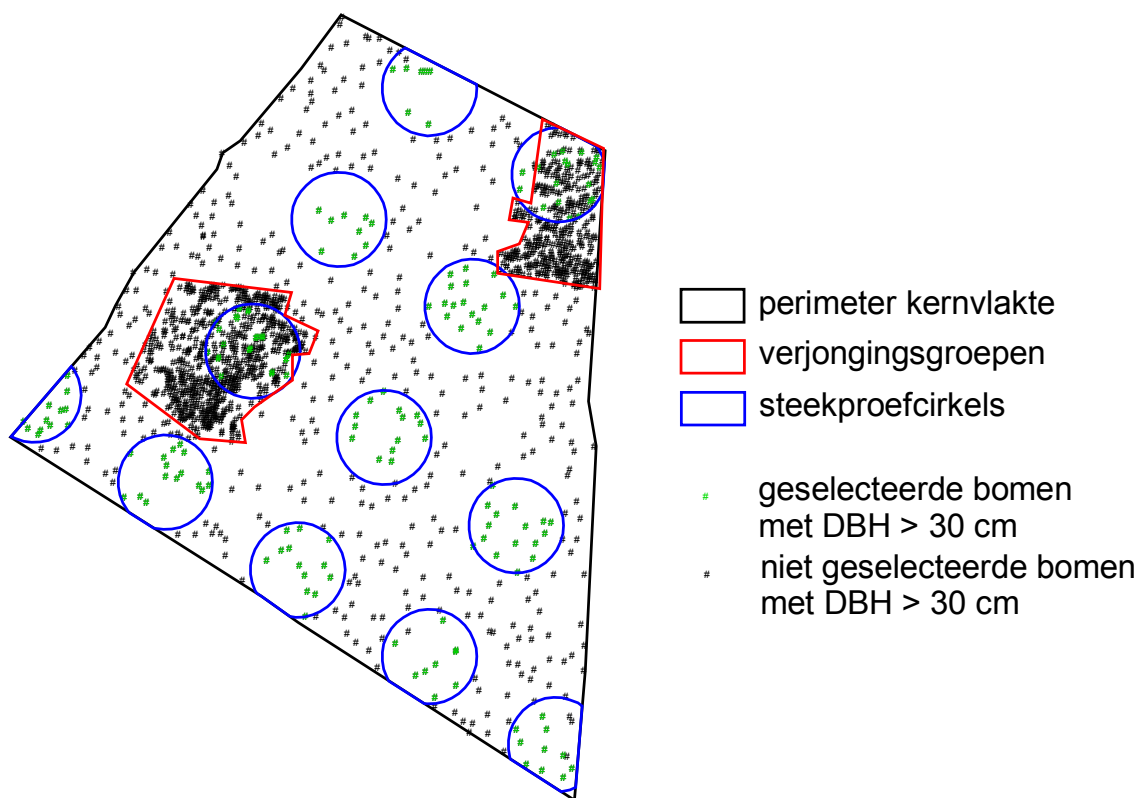 perimeter kernvlakte
verjongingsgroepen
steekproefcirkels
# geselecteerde bomen
met DBH > 30 cm
# niet geselecteerde bomen
met DBH > 30 cm